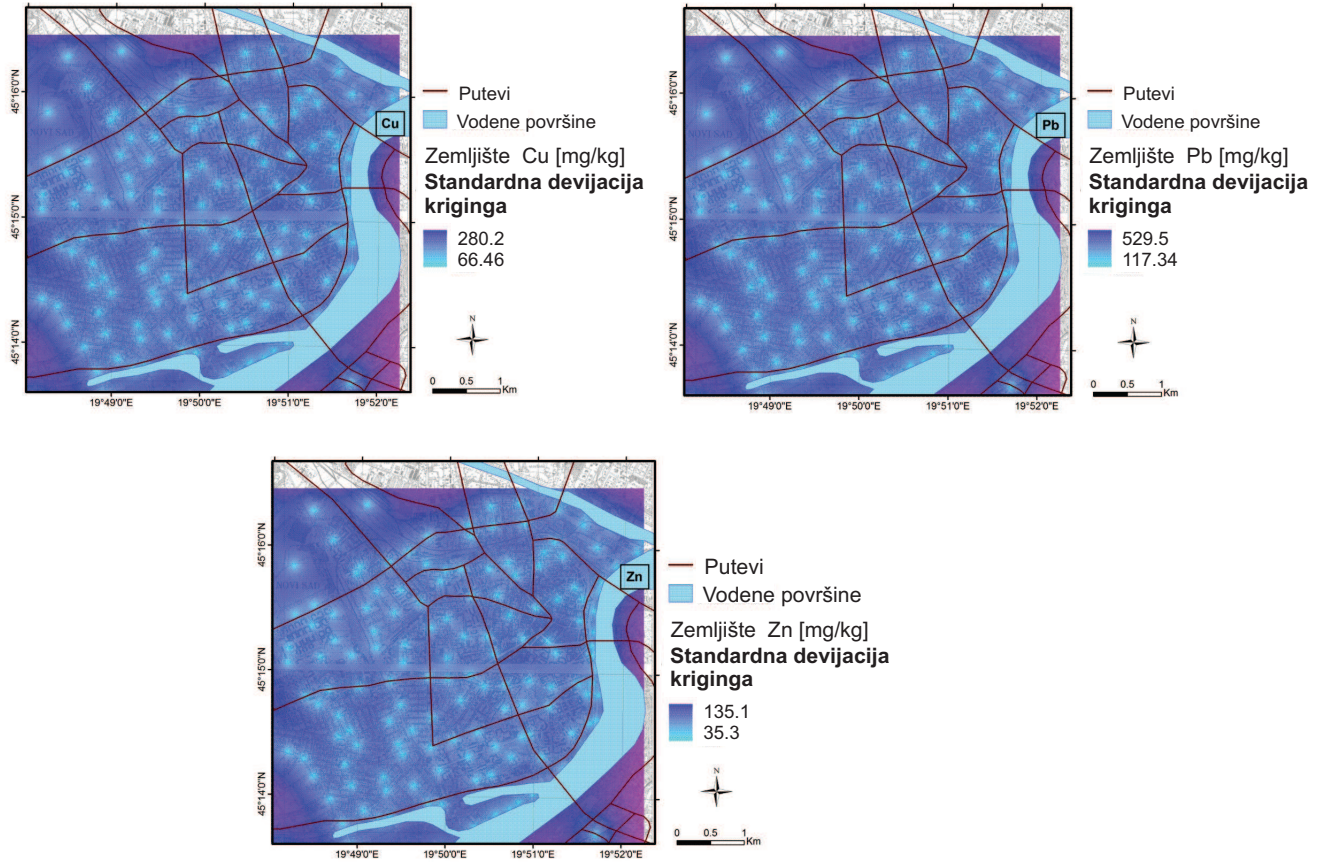 45°16'0"N
45°15'0"N
45°14'0"N
NOVI SAD
Cu
19°49'0"E 19°50'0"E 19°51'0"E 19°52'0"E
Putevi
Vodene površine
Zemljište Cu [mg/kg]
Standardna devijacija
kriginga
280.2
66.46
N
0 0.5 1
Km
45°16'0"N
45°15'0"N
45°14'0"N
NOVI SAD
Pb
19°49'0"E 19°50'0"E 19°51'0"E 19°52'0"E
Putevi
Vodene površine
Zemljište Pb [mg/kg]
Standardna devijacija
kriginga
529.5
117.34
N
0 0.5 1
Km
45°16'0"N
45°15'0"N
45°14'0"N
NOVI SAD
Zn
19°49'0"E 19°50'0"E 19°51'0"E 19°52'0"E
Putevi
Vodene površine
Zemljište Zn [mg/kg]
Standardna devijacija
kriginga
135.1
35.3
N
0 0.5 1
Km